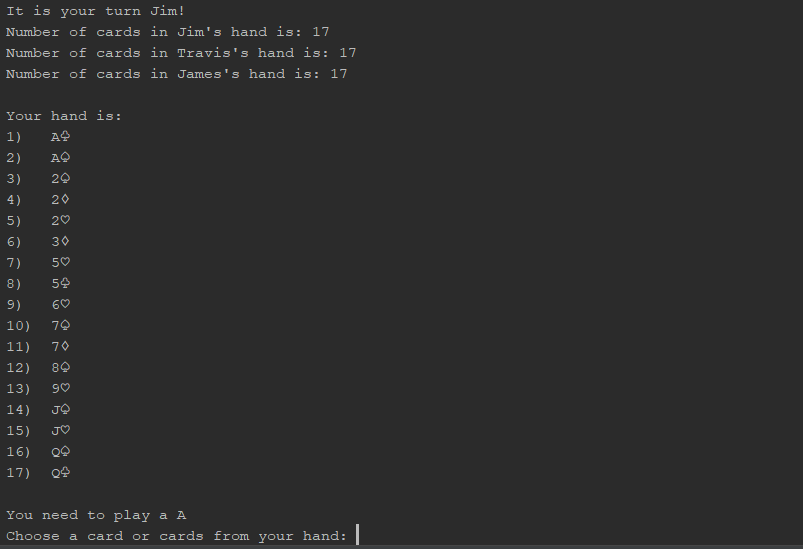 It is your turn Jim!
Number of cards in Jim's hand is: 17
Number of cards in Travis's hand is: 17
Number of cards in James's hand is: 17
Your hand is:
1) A♧
2) A♤
3) 2♤
4) 2♢
5) 2♡
6) 3♢
7) 5♡
8) 5♧
9) 6♡
10) 7♤
11) 7♢
12) 8♤
13) 9♡
14) J♤
15) J♡
16) Q♤
17) Q♧
You need to play a A
Choose a card or cards from your hand: